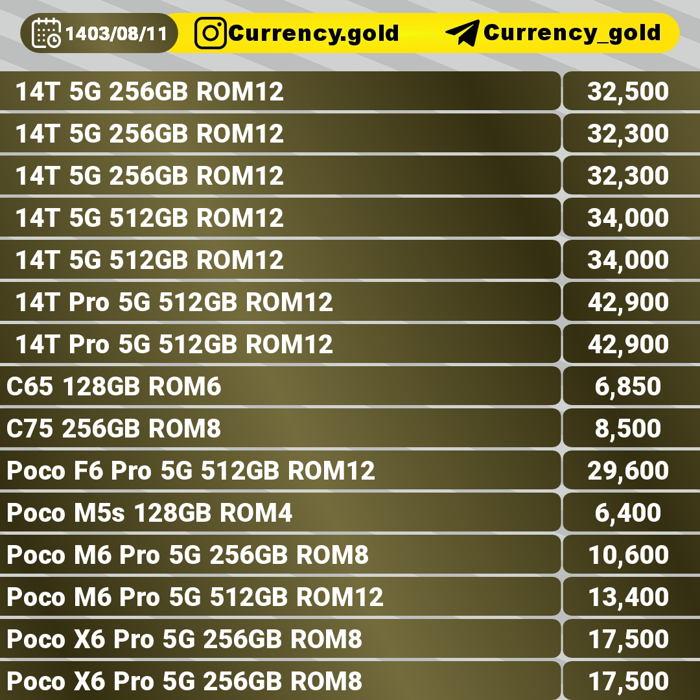 1403/08/11 Currency.gold Currency_gold
14T 5G 256GB ROM12 32,500
14T 5G 256GB ROM12 32,300
14T 5G 256GB ROM12 32,300
14T 5G 512GB ROM12 34,000
14T 5G 512GB ROM12 34,000
14T Pro 5G 512GB ROM12 42,900
14T Pro 5G 512GB ROM12 42,900
C65 128GB ROM6 6,850
C75 256GB ROM8 8,500
Poco F6 Pro 5G 512GB ROM12 29,600
Poco M5s 128GB ROM4 6,400
Poco M6 Pro 5G 256GB ROM8 10,600
Poco M6 Pro 5G 512GB ROM12 13,400
Poco X6 Pro 5G 256GB ROM8 17,500
Poco X6 Pro 5G 256GB ROM8 17,500